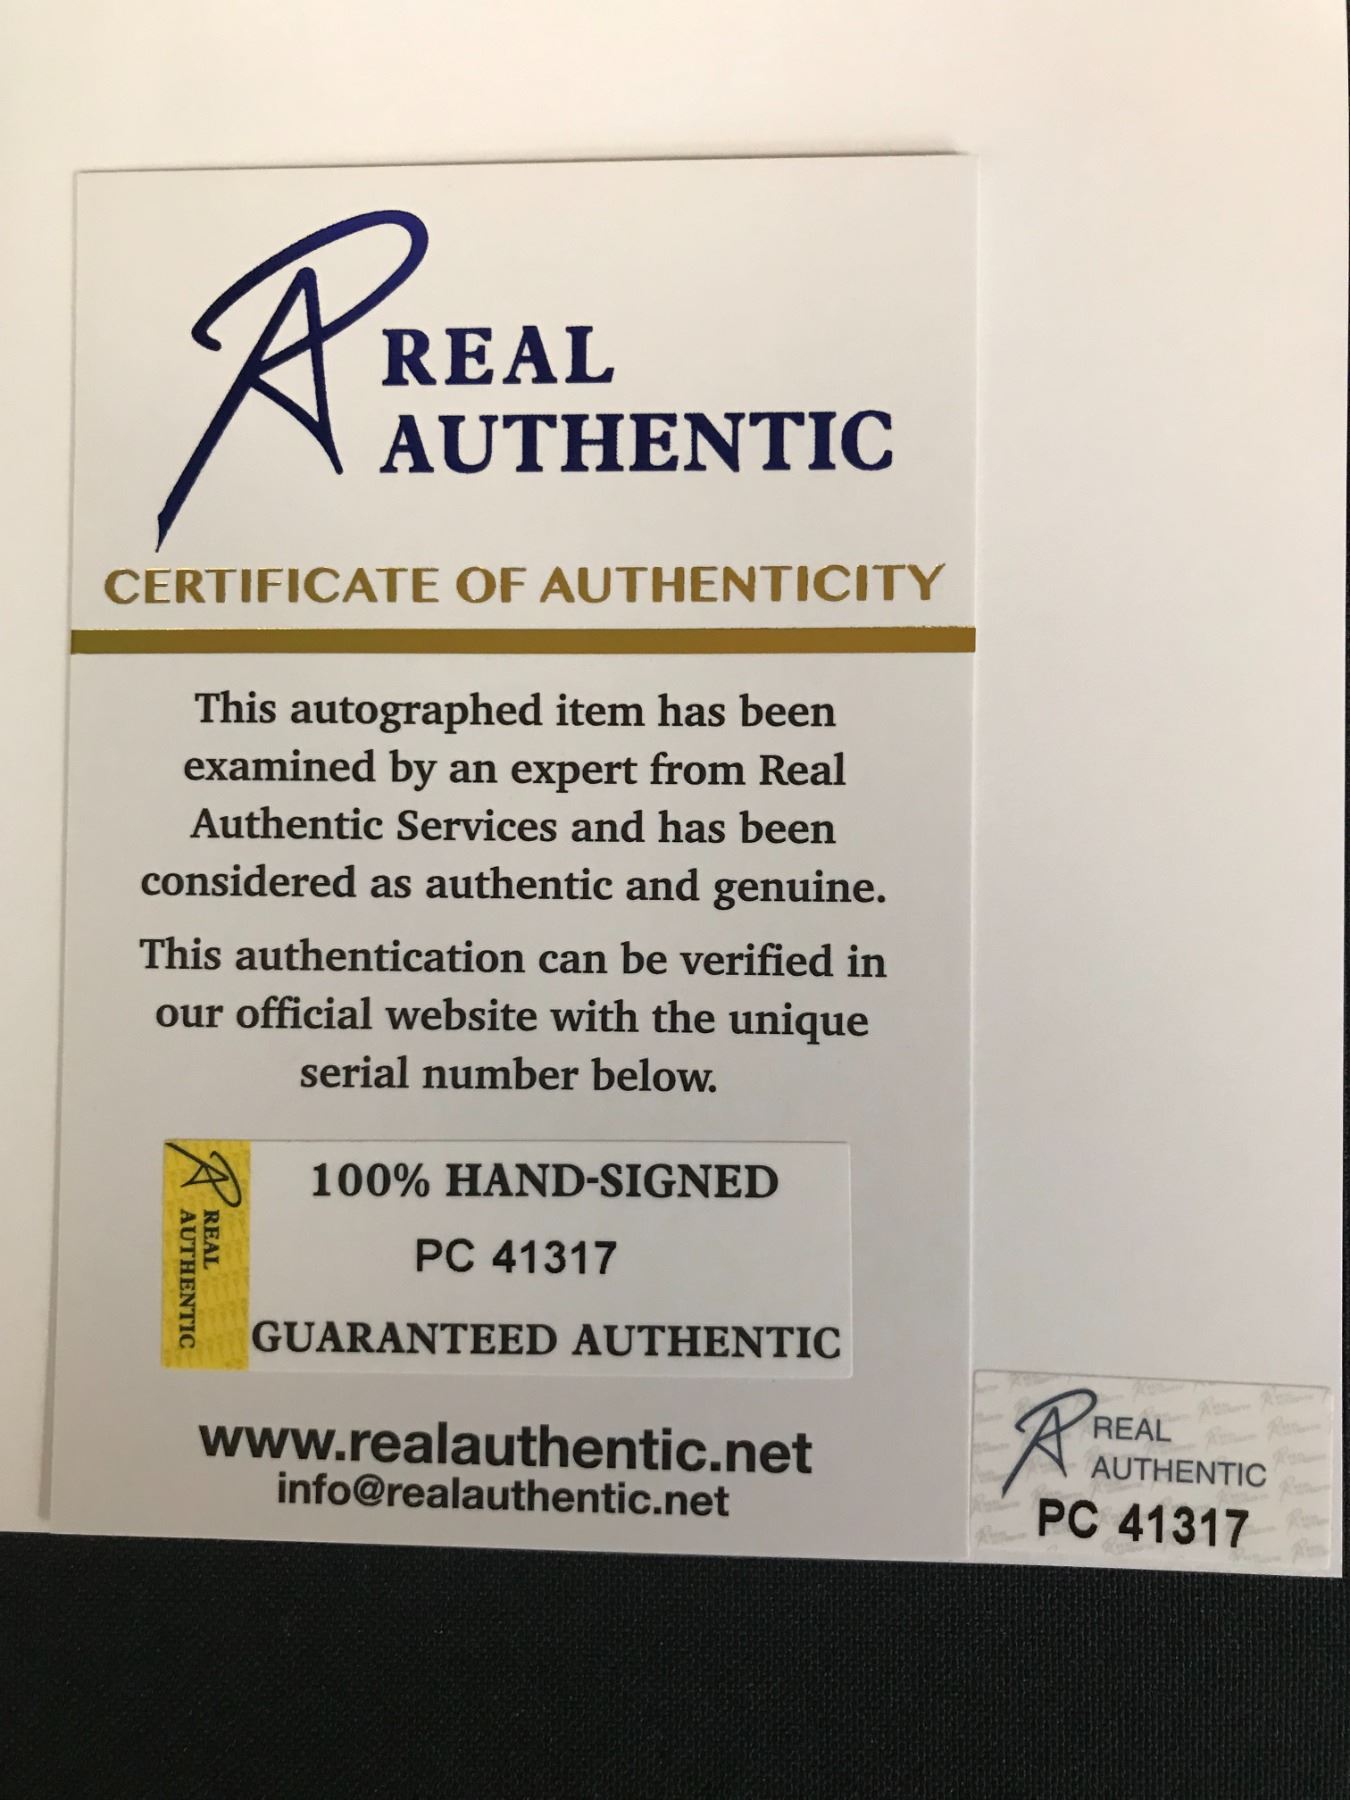 REAL
AUTHENTIC
CERTIFICATE OF AUTHENTICITY
This autographed item has been
examined by an expert from Real
Authentic Services and has been
considered as authentic and genuine.
This authentication can be verified in
our official website with the unique
serial number below.
REAL
AUTHENTIC
100% HAND-SIGNED
PC 41317
GUARANTEED AUTHENTIC
www.realauthentic.net
info@realauthentic.net
REAL
AUTHENTIC
PC 41317